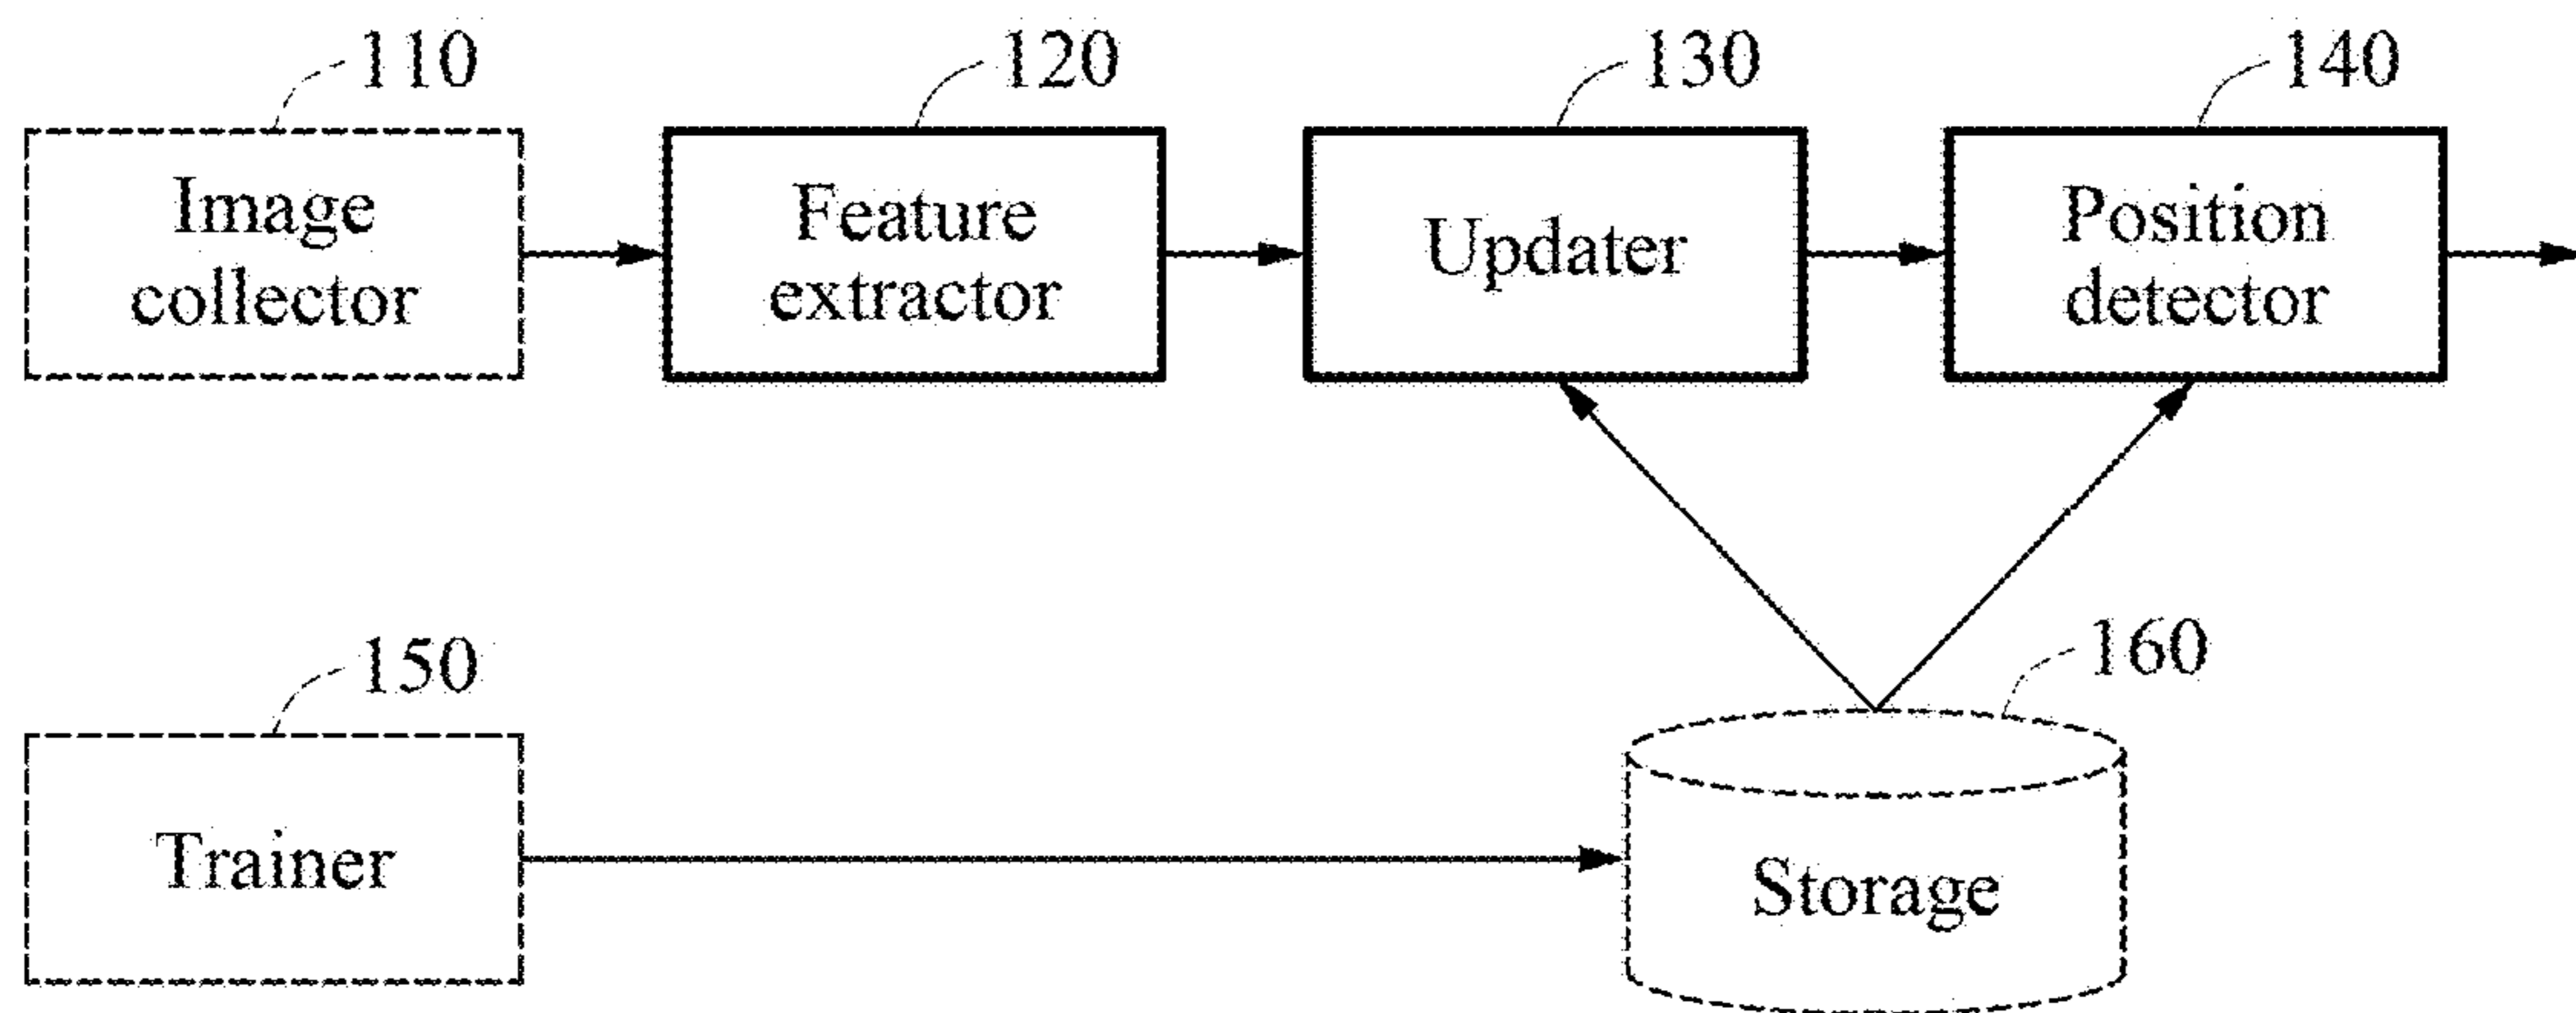 110
120
130
140
Image
collector
Feature
extractor
Updater
Position
detector
150
160
Trainer
Storage